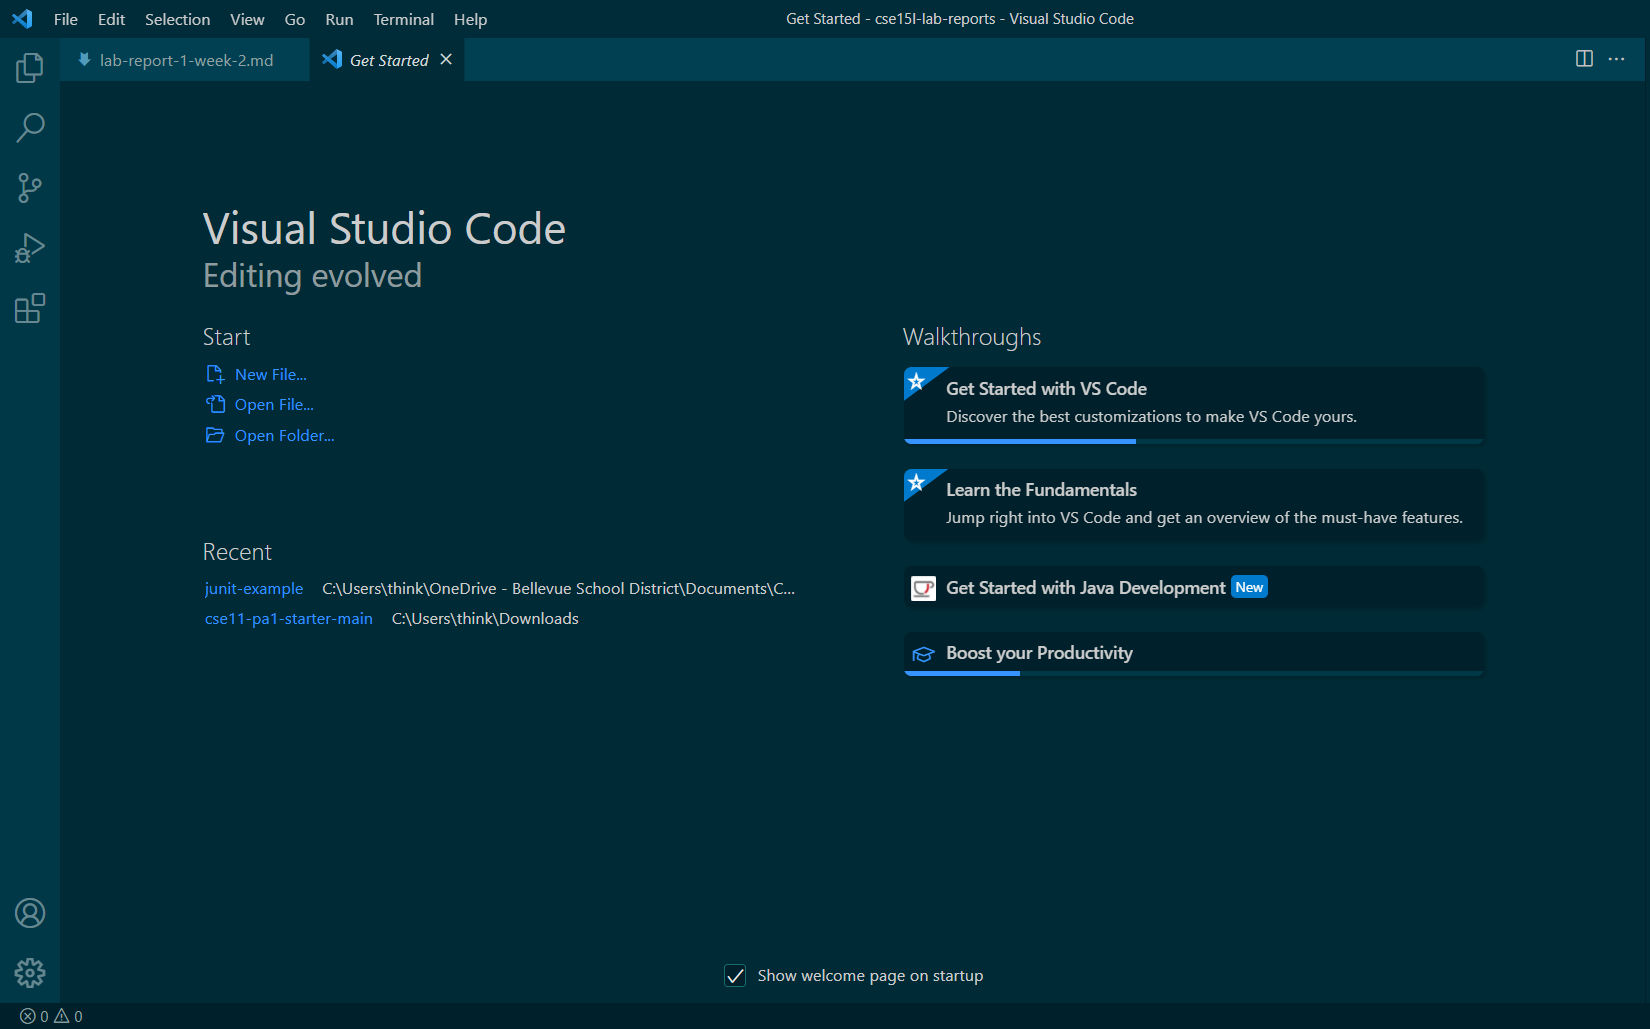 File Edit Selection View Go Run Terminal Help Get Started - cse15l-lab-reports - Visual Studio Code
lab-report-1-week-2.md Get Started
Visual Studio Code
Editing evolved
Start
New File...
Open File...
Open Folder...
Recent
junit-example C:\Users\think\OneDrive - Bellevue School District\Documents\C...
cse11-pa1-starter-main C:\Users\think\Downloads
Walkthroughs
Get Started with VS Code
Discover the best customizations to make VS Code yours.
Learn the Fundamentals
Jump right into VS Code and get an overview of the must-have features.
Get Started with Java Development New
Boost your Productivity
Show welcome page on startup
0 0